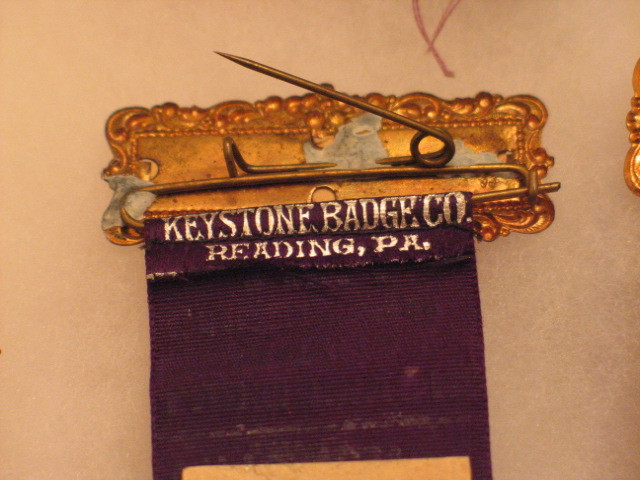 KEYSTONE BADGE CO.
READING, PA.